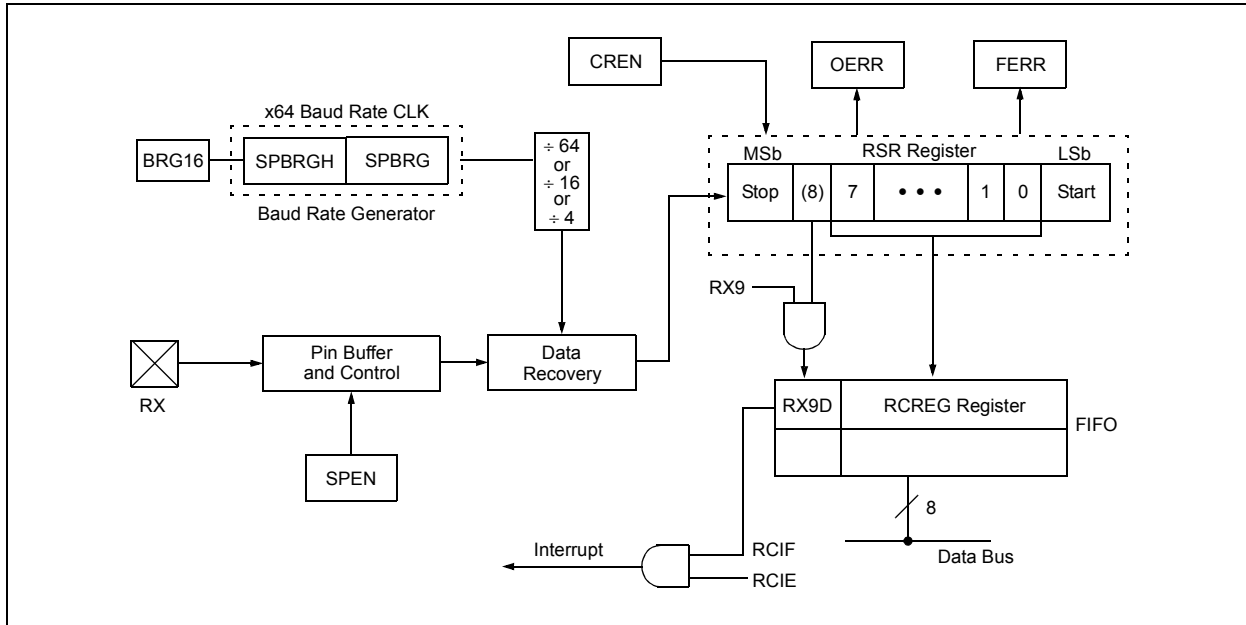 CREN
OERR
FERR
x64 Baud Rate CLK
BRG16
SPBRGH
SPBRG
Baud Rate Generator
÷ 64
or
÷ 16
or
÷ 4
MSb
RSR Register
LSb
Stop
(8)
7
• • •
1
0
Start
RX9
RX
Pin Buffer
and Control
Data
Recovery
SPEN
RX9D
RCREG Register
FIFO
8
Data Bus
Interrupt
RCIF
RCIE